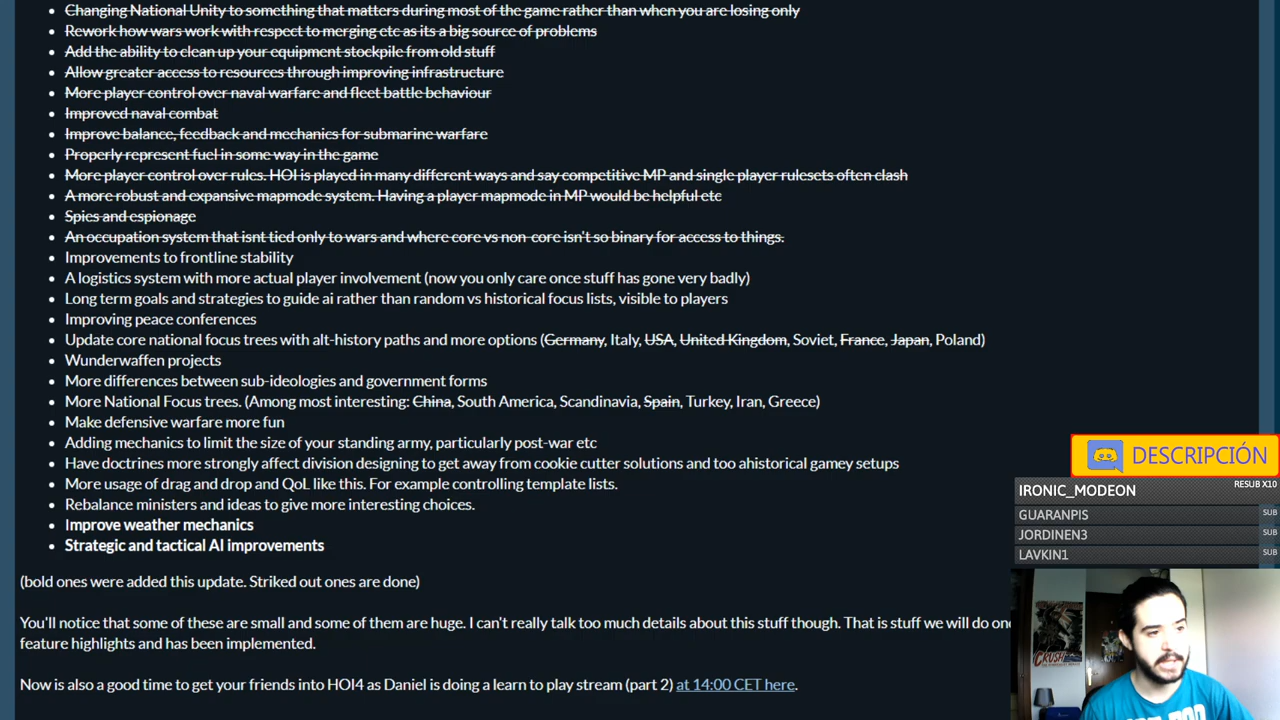 Changing National Unity to something that matters during most of the game rather than when you are losing only
Rework how wars work with respect to merging etc as its a big source of problems
Add the ability to clean up your equipment stockpile from old stuff
Allow greater access to resources through improving infrastructure
More player control over naval warfare and fleet battle behaviour
Improved naval combat
Improve balance, feedback and mechanics for submarine warfare
Properly represent fuel in some way in the game
More player control over rules. HOI is played in many different ways and say competitive MP and single player rulesets often clash
A more robust and expansive mapmode system. Having a player mapmode in MP would be helpful etc
Spies and espionage
An occupation system that isnt tied only to wars and where core vs non-core isn't so binary for access to things.
Improvements to frontline stability
A logistics system with more actual player involvement (now you only care once stuff has gone very badly)
Long term goals and strategies to guide ai rather than random vs historical focus lists, visible to players
Improving peace conferences
Update core national focus trees with alt-history paths and more options (Germany, Italy, USA, United Kingdom, Soviet, France, Japan, Poland)
Wunderwaffen projects
More differences between sub-ideologies and government forms
More National Focus trees. (Among most interesting: China, South America, Scandinavia, Spain, Turkey, Iran, Greece)
Make defensive warfare more fun
Adding mechanics to limit the size of your standing army, particularly post-war etc
Have doctrines more strongly affect division designing to get away from cookie cutter solutions and too ahistorical gamey setups
More usage of drag and drop and QoL like this. For example controlling template lists.
Rebalance ministers and ideas to give more interesting choices.
Improve weather mechanics
Strategic and tactical AI improvements
(bold ones were added this update. Striked out ones are done)
You'll notice that some of these are small and some of them are huge. I can't really talk too much details about this stuff though. That is stuff we will do
feature highlights and has been implemented.
Now is also a good time to get your friends into HOI4 as Daniel is doing a learn to play stream (part 2) at 14:00 CET here.
DESCRIPCIÓN
IRONIC_MODEON RESUB X10
GUARANPIS SUB
JORDINEN3 SUB
LAVKIN1 SUB
CRUSH